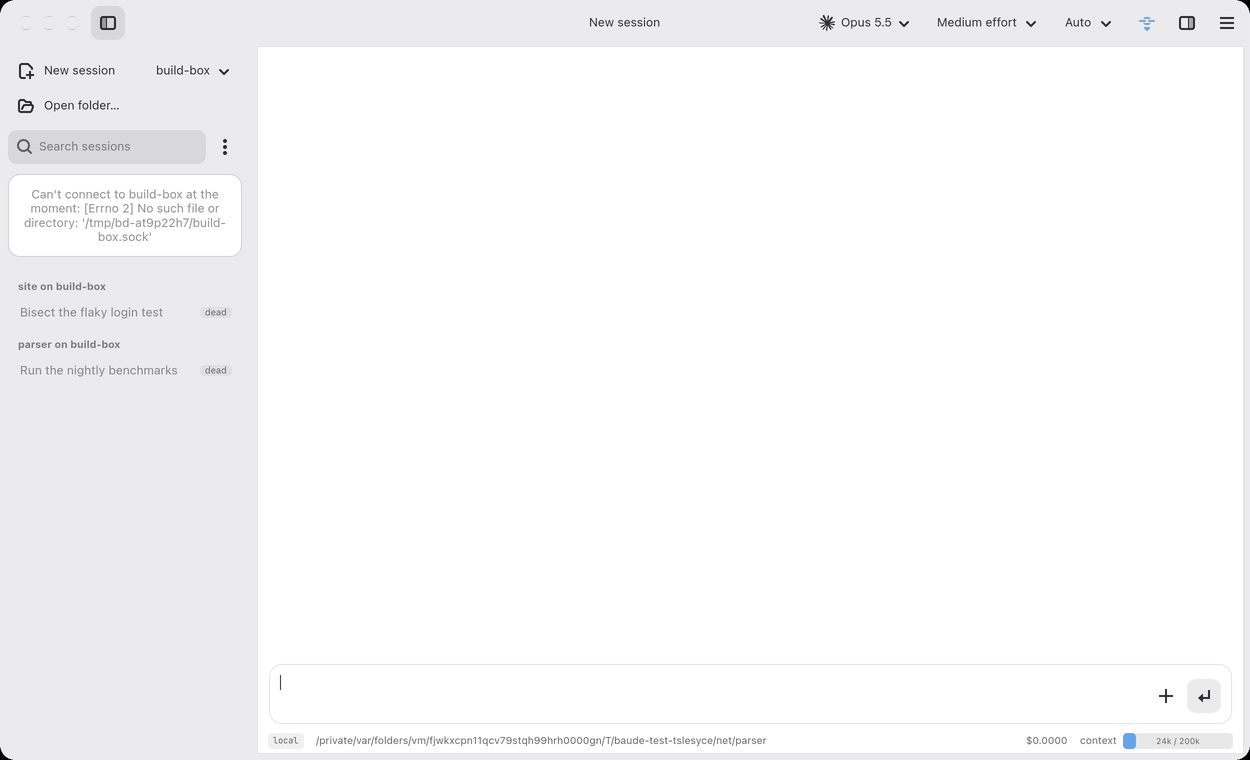 New session
Opus 5.5
Medium effort
Auto
New session
build-box
Open folder...
Search sessions
Can't connect to build-box at the
moment: [Errno 2] No such file or
directory: '/tmp/bd-at9p22h7/build-
box.sock'
site on build-box
Bisect the flaky login test
dead
parser on build-box
Run the nightly benchmarks
dead
local
/private/var/folders/vm/fjwkxcpn11qcv79stqh99hrh0000gn/T/baude-test-tslesyce/net/parser
$0.0000
context
24k / 200k